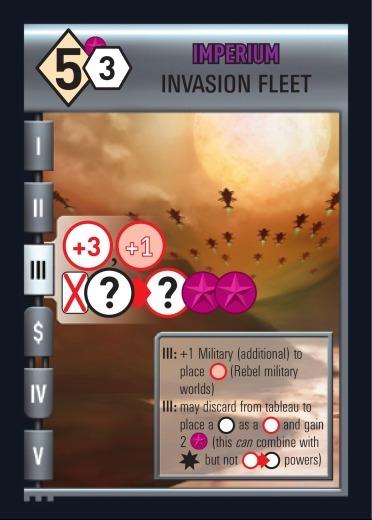 5
3
IMPERIUM
INVASION FLEET
I
II
III
+3, +1
X ? ?
$
IV
V
III: +1 Military (additional) to
place (Rebel military
worlds)
III: may discard from tableau to
place a as a and gain
2 (this can combine with
but not powers)